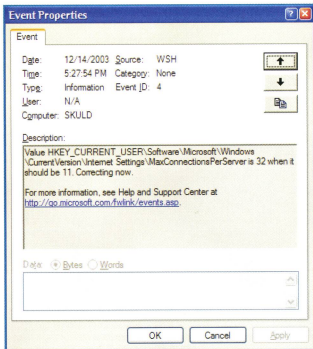 Event Properties
Event
Date: 12/14/2003 Source: WSH
Time: 5:27:54 PM Category: None
Type: Information Event ID: 4
User: N/A
Computer: SKULD
Description:
Value HKEY_CURRENT_USER\Software\Microsoft\Windows
\CurrentVersion\Internet Settings\MaxConnectionsPerServer is 32 when it
should be 11. Correcting now.
For more information, see Help and Support Center at
http://go.microsoft.com/fwlink/events.asp.
Data: Bytes Words
OK Cancel Apply